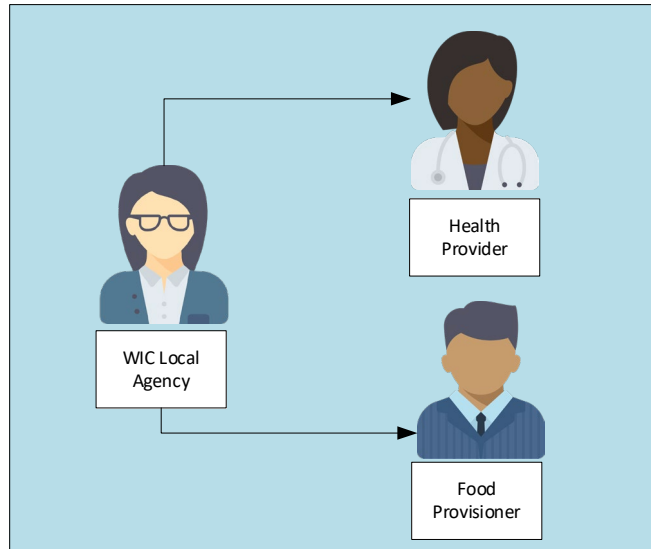 Health
Provider
WIC Local
Agency
Food
Provisioner